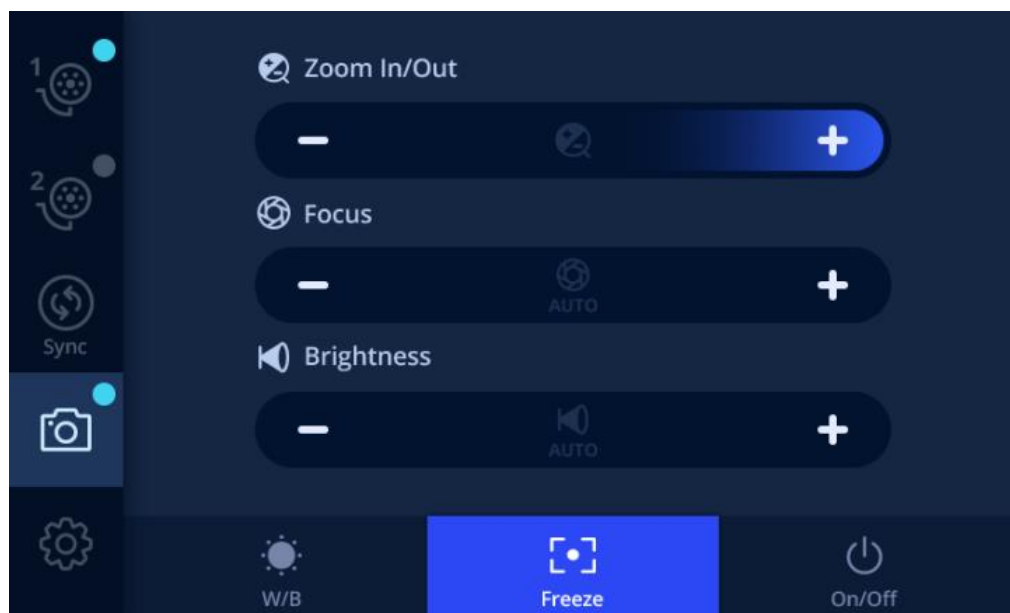 1
2
Sync
Zoom In/Out
Focus
AUTO
Brightness
AUTO
W/B
Freeze
On/Off